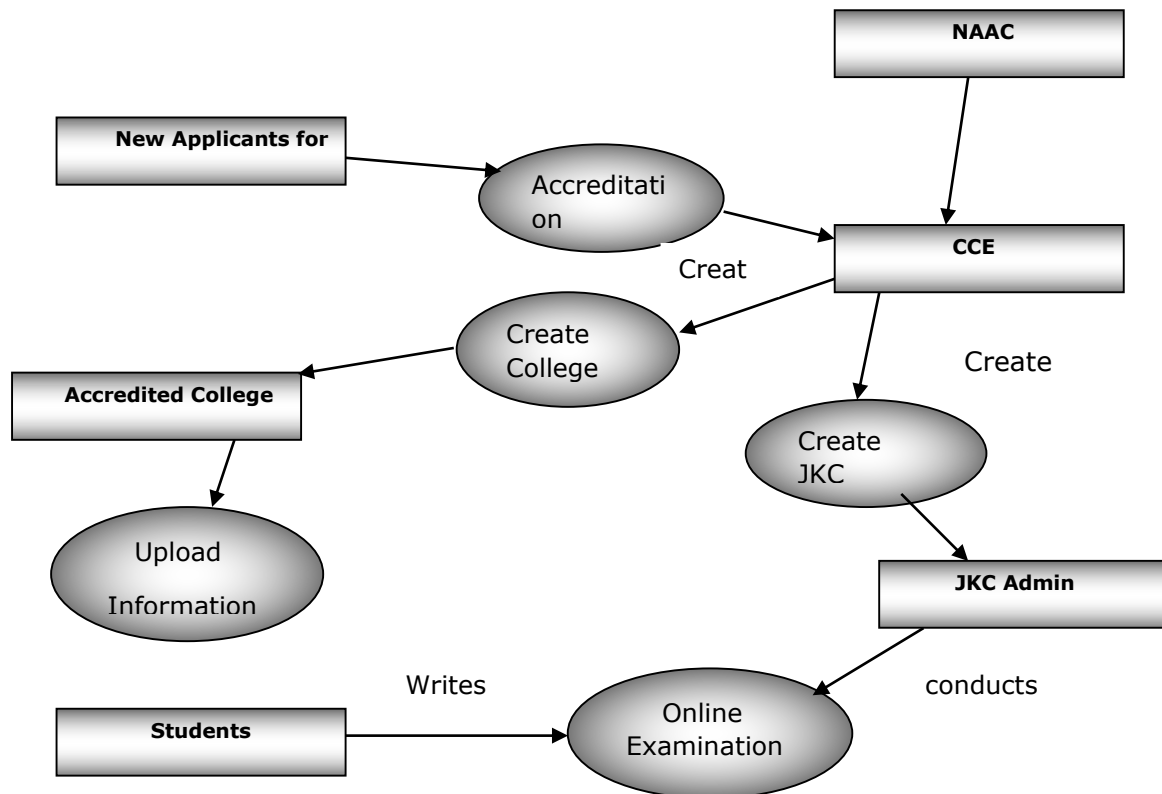 NAAC
New Applicants for
Accreditati
on
CCE
Creat
Create
College
Create
Accredited College
Create
JKC
Upload
Information
JKC Admin
Writes
conducts
Online
Examination
Students